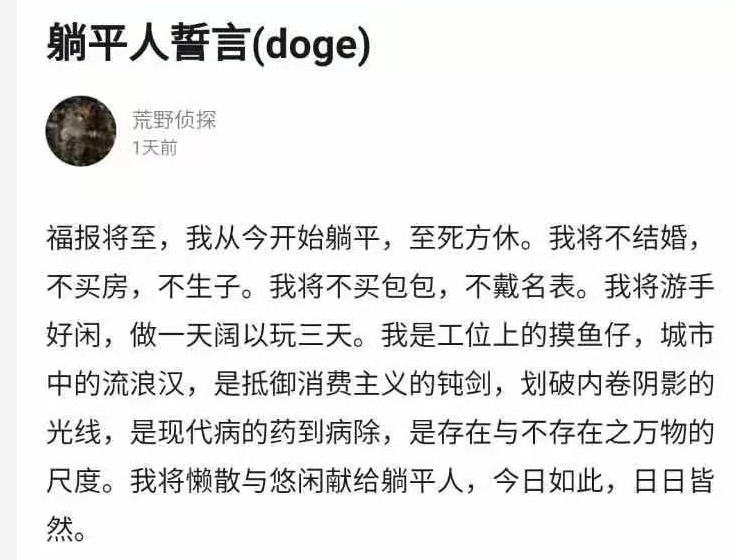 躺平人誓言(doge)
荒野侦探
1天前
福报将至，我从今开始躺平，至死方休。我将不结婚，
不买房，不生子。我将不买包包，不戴名表。我将游手
好闲，做一天阔以玩三天。我是工位上的摸鱼仔，城市
中的流浪汉，是抵御消费主义的钝剑，划破内卷阴影的
光线，是现代病的药到病除，是存在与不存在之万物的
尺度。我将懒散与悠闲献给躺平人，今日如此，日日皆
然。